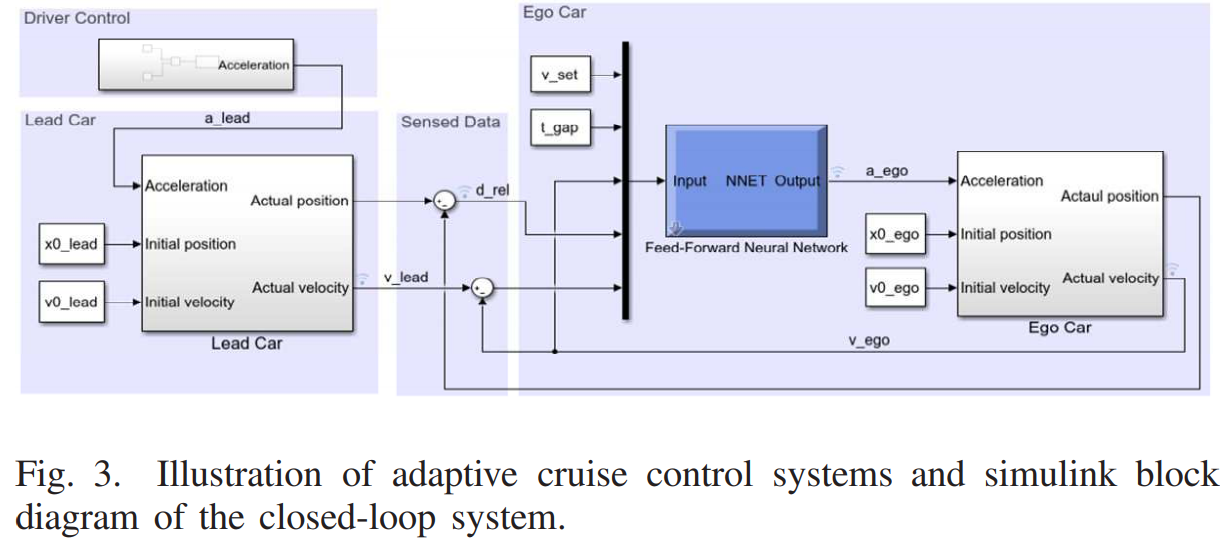 Driver Control
Acceleration
Lead Car
a_lead
Acceleration
Actual position
x0_lead
Initial position
v0_lead
Initial velocity
Actual velocity
Lead Car
Sensed Data
d_rel
v_lead
+
-
+
-
Ego Car
v_set
t_gap
Input NNET Output
Feed-Forward Neural Network
a_ego
Acceleration
Actaul position
x0_ego
Initial position
v0_ego
Initial velocity
Actual velocity
Ego Car
v_ego
Fig. 3. Illustration of adaptive cruise control systems and simulink block
diagram of the closed-loop system.